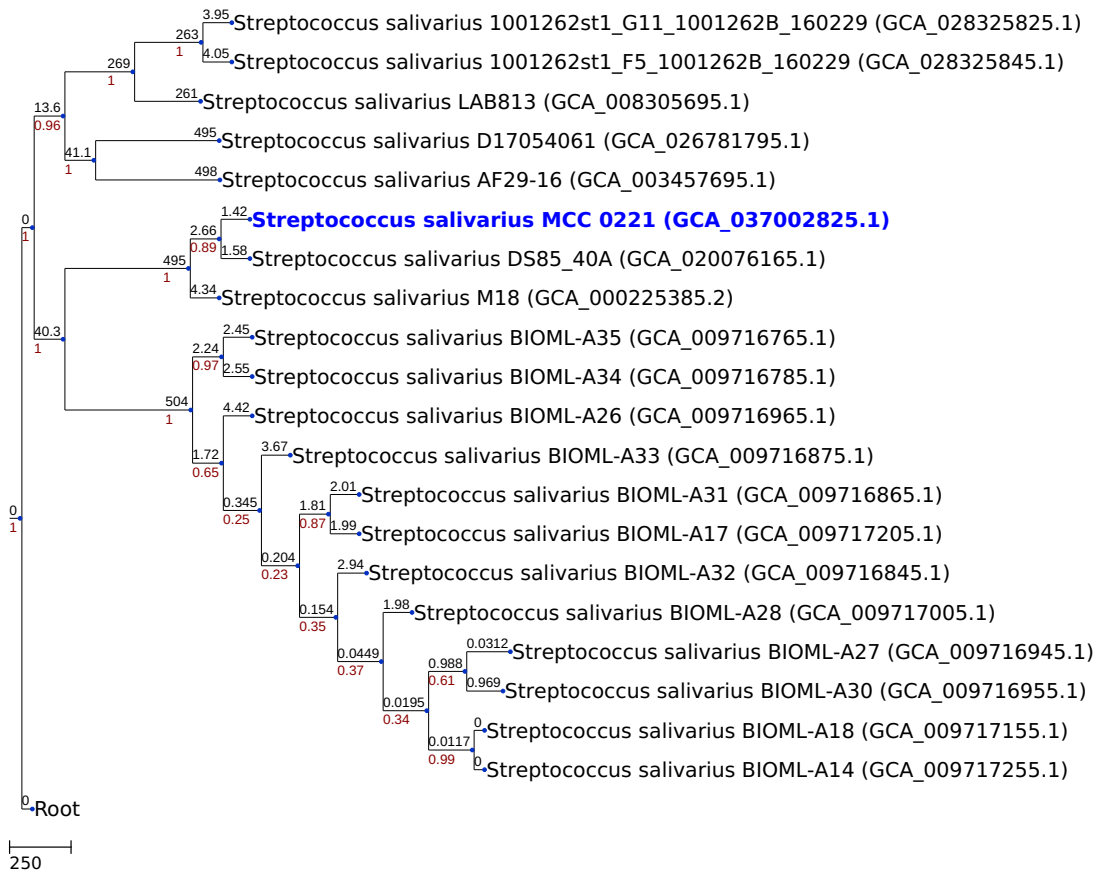 3.95
Streptococcus salivarius 1001262st1_G11_1001262B_160229 (GCA_028325825.1)
263
1
4.05
Streptococcus salivarius 1001262st1_F5_1001262B_160229 (GCA_028325845.1)
269
1
261
Streptococcus salivarius LAB813 (GCA_008305695.1)
13.6
0.96
495
Streptococcus salivarius D17054061 (GCA_026781795.1)
41.1
1
498
Streptococcus salivarius AF29-16 (GCA_003457695.1)
0
1
1.42
Streptococcus salivarius MCC 0221 (GCA_037002825.1)
2.66
0.89
1.58
Streptococcus salivarius DS85_40A (GCA_020076165.1)
495
1
4.34
Streptococcus salivarius M18 (GCA_000225385.2)
40.3
1
2.45
Streptococcus salivarius BIOML-A35 (GCA_009716765.1)
2.24
0.97
2.55
Streptococcus salivarius BIOML-A34 (GCA_009716785.1)
504
1
4.42
Streptococcus salivarius BIOML-A26 (GCA_009716965.1)
1.72
0.65
3.67
Streptococcus salivarius BIOML-A33 (GCA_009716875.1)
0.345
0.25
2.01
Streptococcus salivarius BIOML-A31 (GCA_009716865.1)
1.81
0.87
1.99
Streptococcus salivarius BIOML-A17 (GCA_009717205.1)
0
1
0.204
0.23
2.94
Streptococcus salivarius BIOML-A32 (GCA_009716845.1)
0.154
0.35
1.98
Streptococcus salivarius BIOML-A28 (GCA_009717005.1)
0.0449
0.37
0.0312
Streptococcus salivarius BIOML-A27 (GCA_009716945.1)
0.988
0.61
0.969
Streptococcus salivarius BIOML-A30 (GCA_009716955.1)
0.0195
0.34
0
Streptococcus salivarius BIOML-A18 (GCA_009717155.1)
0.0117
0.99
0
Streptococcus salivarius BIOML-A14 (GCA_009717255.1)
0
Root
250